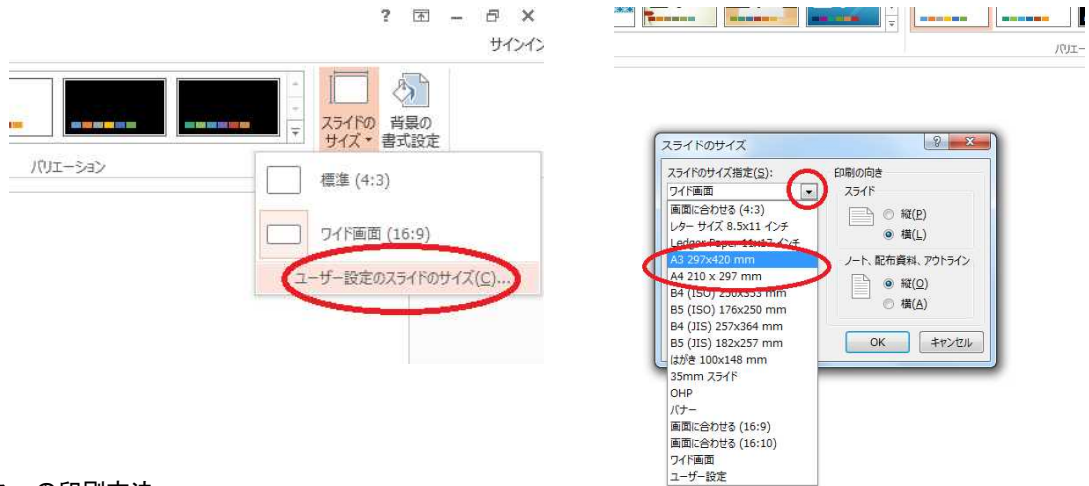 ?
サインイン
スライドの
サイズ
背景の
書式設定
バリエーション
標準 (4:3)
ワイド画面 (16:9)
ユーザー設定のスライドのサイズ(C)...
バリエー
スライドのサイズ
?
スライドのサイズ指定(S):
ワイド画面
画面に合わせる (4:3)
レター サイズ 8.5x11 インチ
Ledger Paper 11x17 インチ
A3 297x420 mm
A4 210 x 297 mm
B4 (ISO) 250x353 mm
B5 (ISO) 176x250 mm
B4 (JIS) 257x364 mm
B5 (JIS) 182x257 mm
はがき 100x148 mm
35mm スライド
OHP
バナー
画面に合わせる (16:9)
画面に合わせる (16:10)
ワイド画面
ユーザー設定
印刷の向き
スライド
縦(P)
横(L)
ノート、配布資料、アウトライン
縦(O)
横(A)
OK
キャンセル
の印刷方法